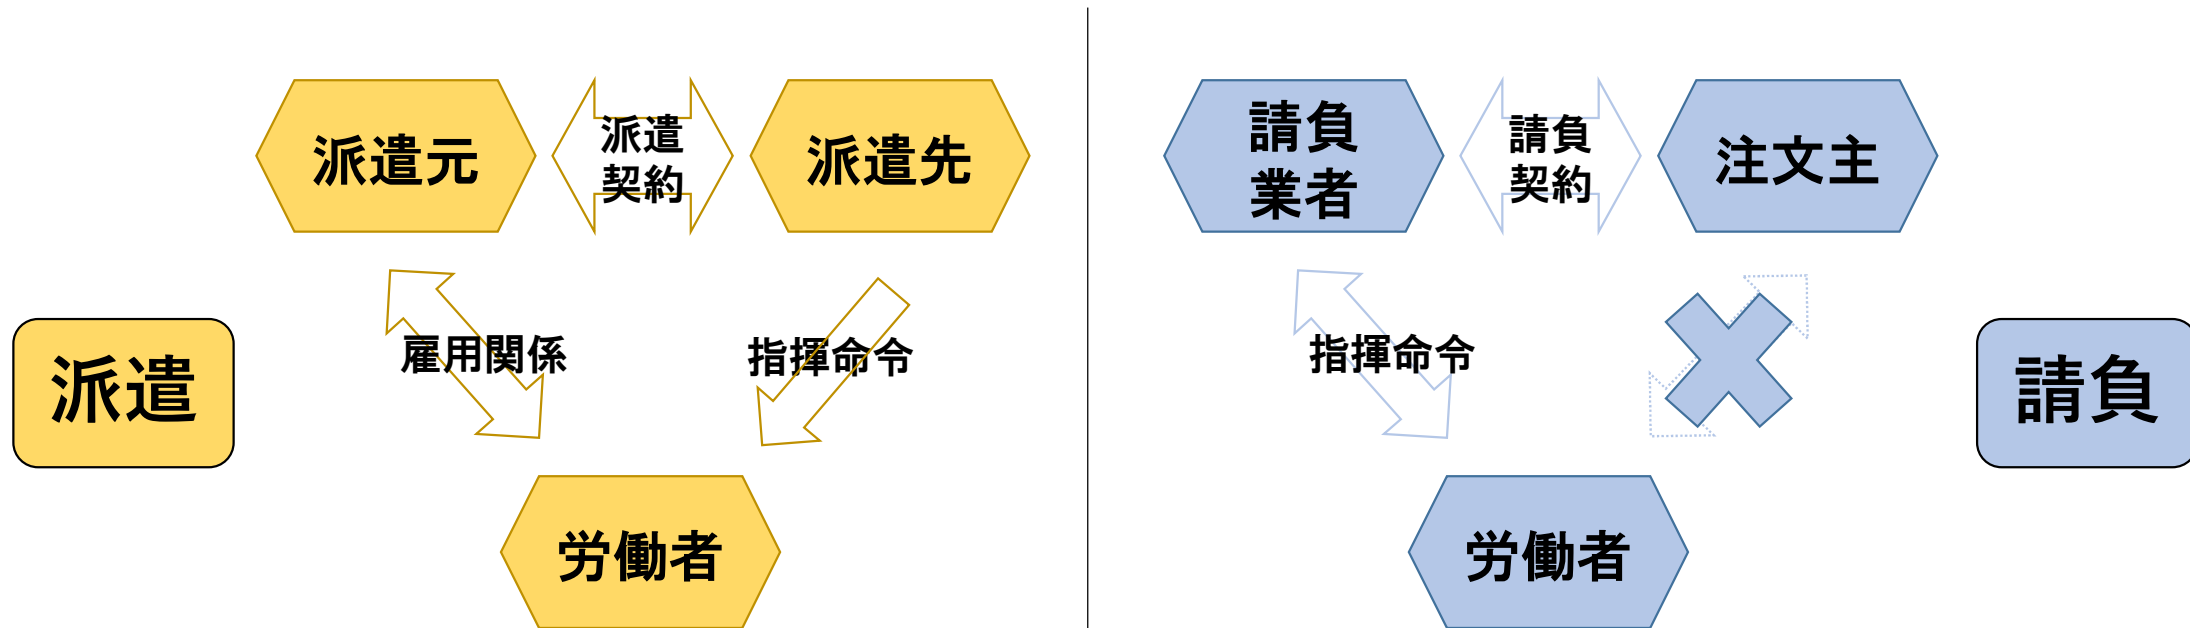 派遣元
派遣
契約
派遣先
雇用関係
指揮命令
派遣
労働者
請負
業者
請負
契約
注文主
指揮命令
請負
労働者